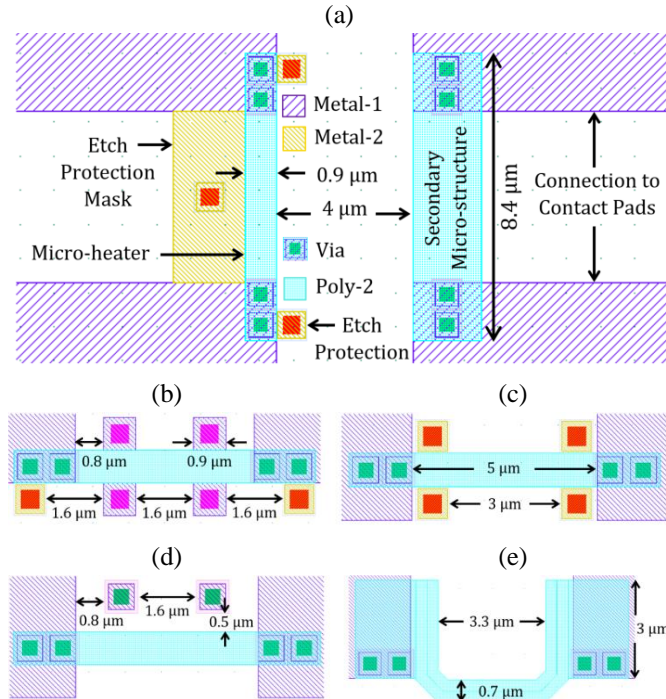 (a)
Metal-1
Metal-2
Etch
Protection
Mask
0.9 μm
4 μm
Secondary
Micro-structure
8.4 μm
Connection to
Contact Pads
Micro-heater
Via
Poly-2
Etch
Protection
(b)
0.8 μm
0.9 μm
1.6 μm
1.6 μm
1.6 μm
(c)
5 μm
3 μm
(d)
0.8 μm
1.6 μm
0.5 μm
(e)
3.3 μm
3 μm
0.7 μm